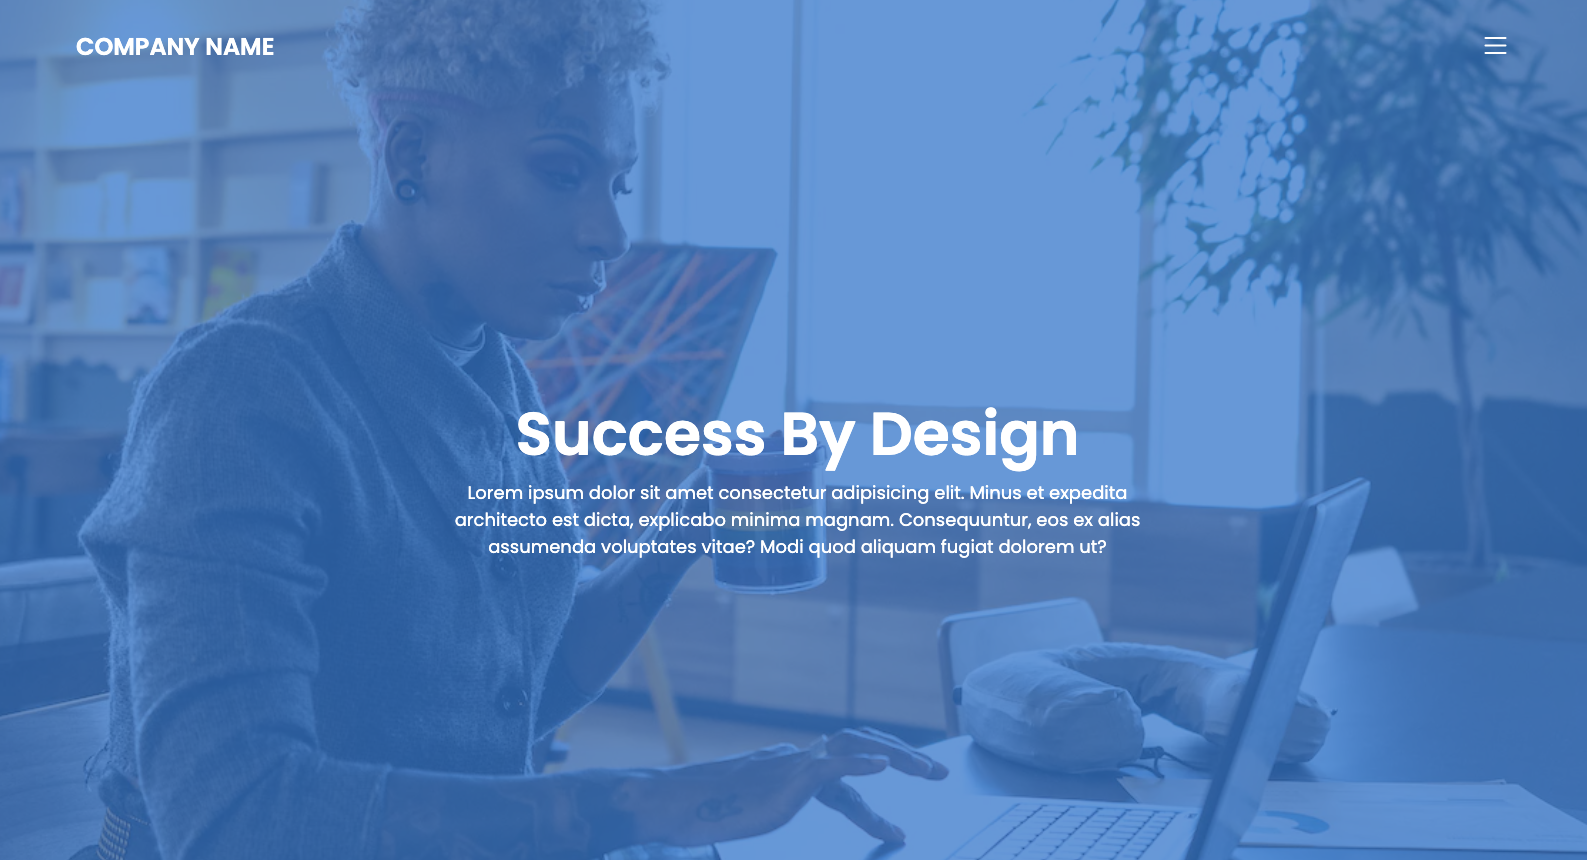 COMPANY NAME
Success By Design
Lorem ipsum dolor sit amet consectetur adipisicing elit. Minus et expedita
architecto est dicta, explicabo minima magnam. Consequuntur, eos ex alias
assumenda voluptates vitae? Modi quod aliquam fugiat dolorem ut?